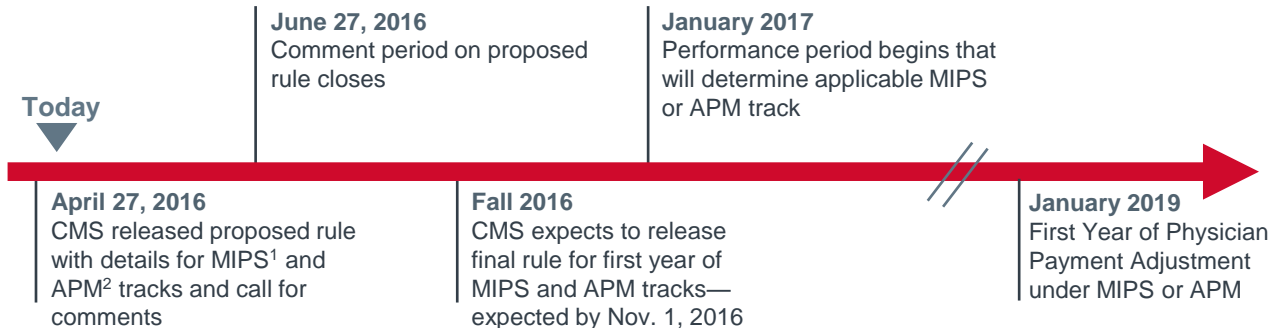 June 27, 2016
Comment period on proposed
rule closes
January 2017
Performance period begins that
will determine applicable MIPS
or APM track
Today
April 27, 2016
CMS released proposed rule
with details for MIPS¹ and
APM² tracks and call for
comments
Fall 2016
CMS expects to release
final rule for first year of
MIPS and APM tracks—
expected by Nov. 1, 2016
January 2019
First Year of Physician
Payment Adjustment
under MIPS or APM